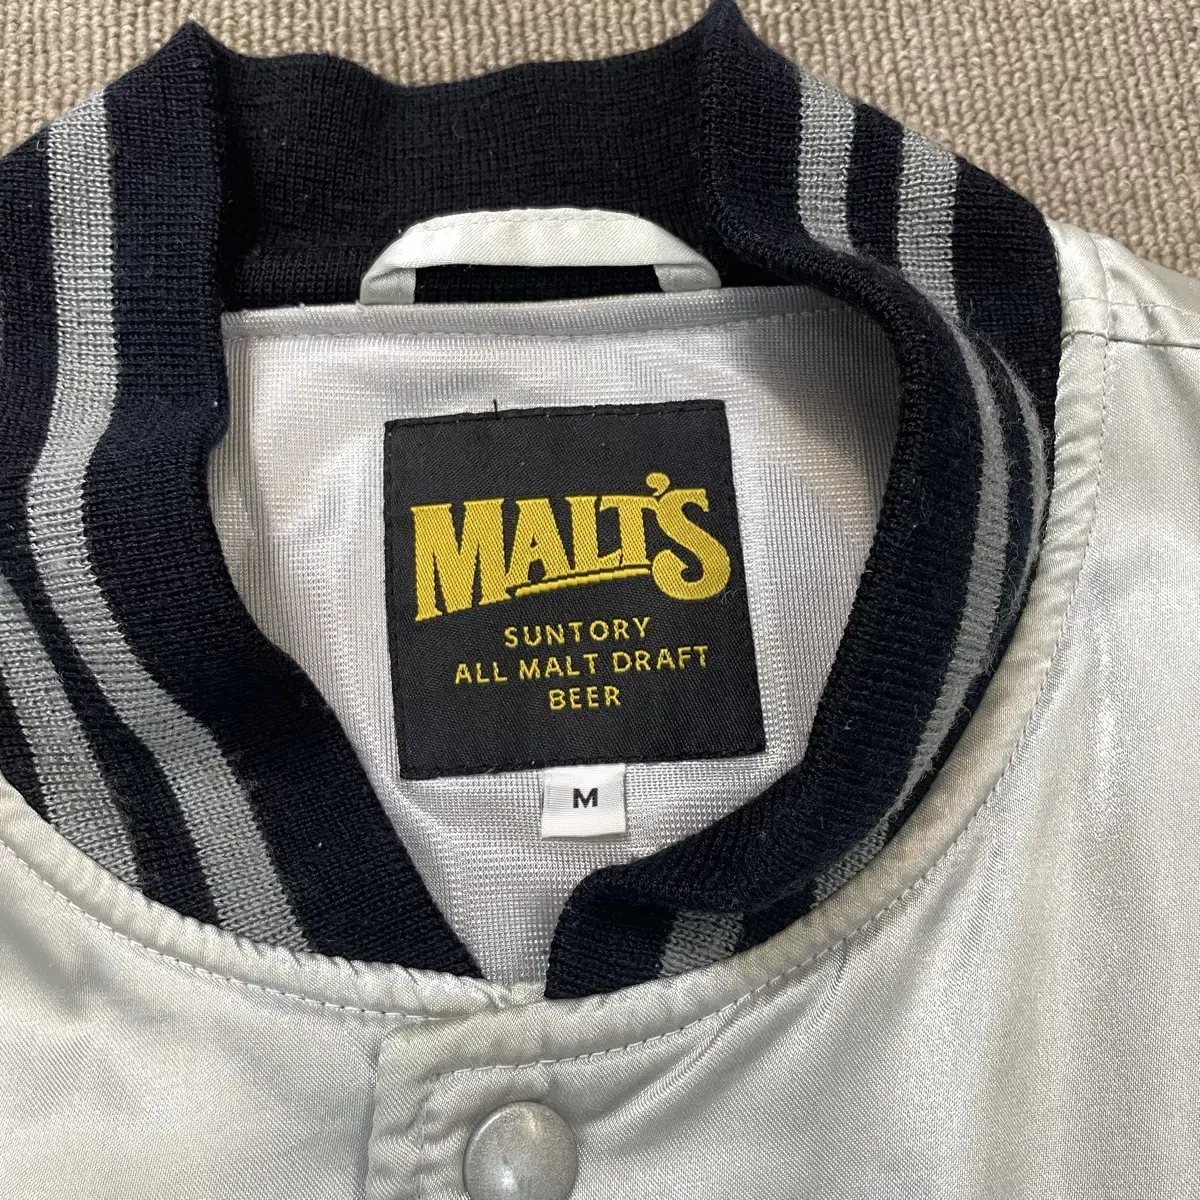 MALT'S
SUNTORY
ALL MALT DRAFT
BEER
M